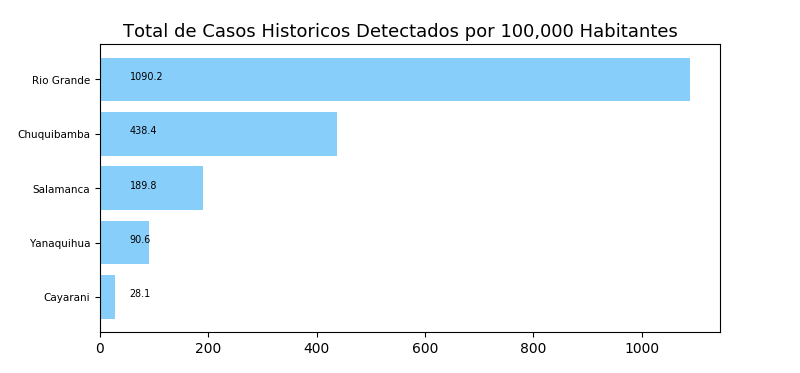 Total de Casos Historicos Detectados por 100,000 Habitantes
Rio Grande 1090.2
Chuquibamba 438.4
Salamanca 189.8
Yanaquihua 90.6
Cayarani 28.1
0 200 400 600 800 1000